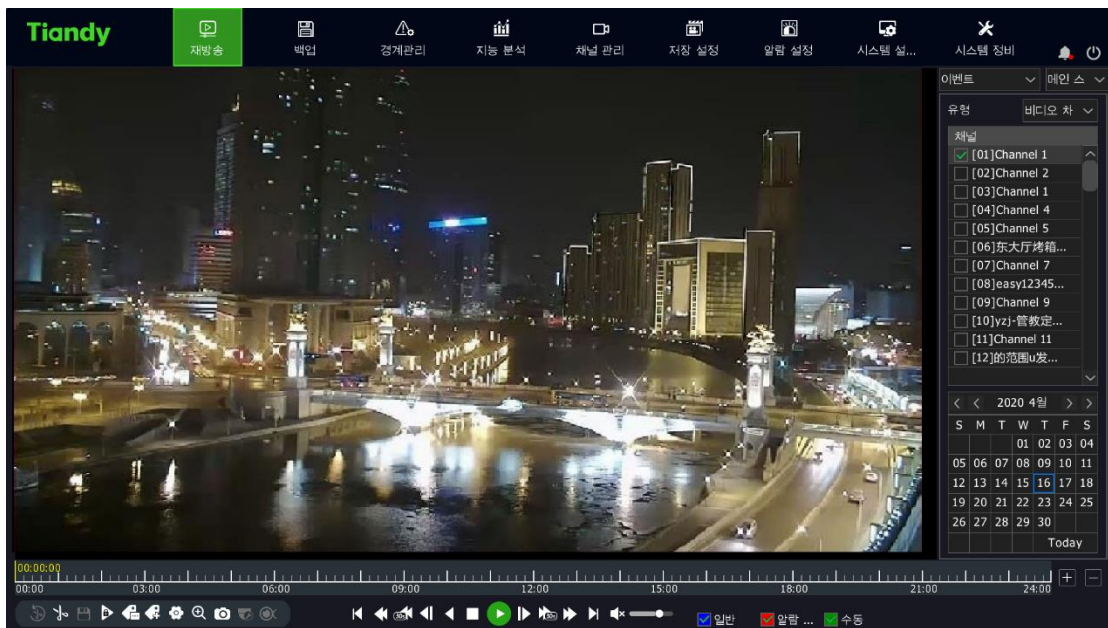 Tiandy
재방송
백업
경계관리
지능 분석
채널 관리
저장 설정
알람 설정
시스템 설...
시스템 정비
이벤트
메인 스
유형
비디오 차
채널
[01]Channel 1
[02]Channel 2
[03]Channel 1
[04]Channel 4
[05]Channel 5
[06]东大厅烤箱...
[07]Channel 7
[08]easy12345...
[09]Channel 9
[10]yzj-管教定...
[11]Channel 11
[12]的范围u发...
2020 4월
S M T W T F S
01 02 03 04
05 06 07 08 09 10 11
12 13 14 15 16 17 18
19 20 21 22 23 24 25
26 27 28 29 30
Today
00:00:00
00:00 03:00 06:00 09:00 12:00 15:00 18:00 21:00 24:00
30s 30s
일반
알람 ...
수동